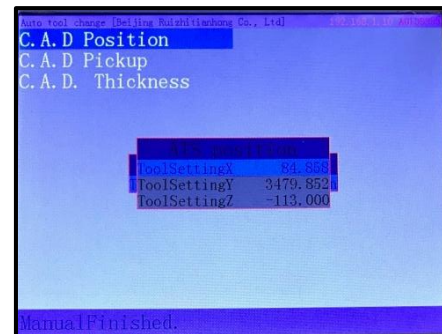 Auto tool change [Beijing Ruizhitianhong Co., Ltd]
C.A.D Position
C.A.D Pickup
C.A.D. Thickness
ToolSettingX 84.858
ToolSettingY 3479.852
ToolSettingZ -113.000
ManualFinished.